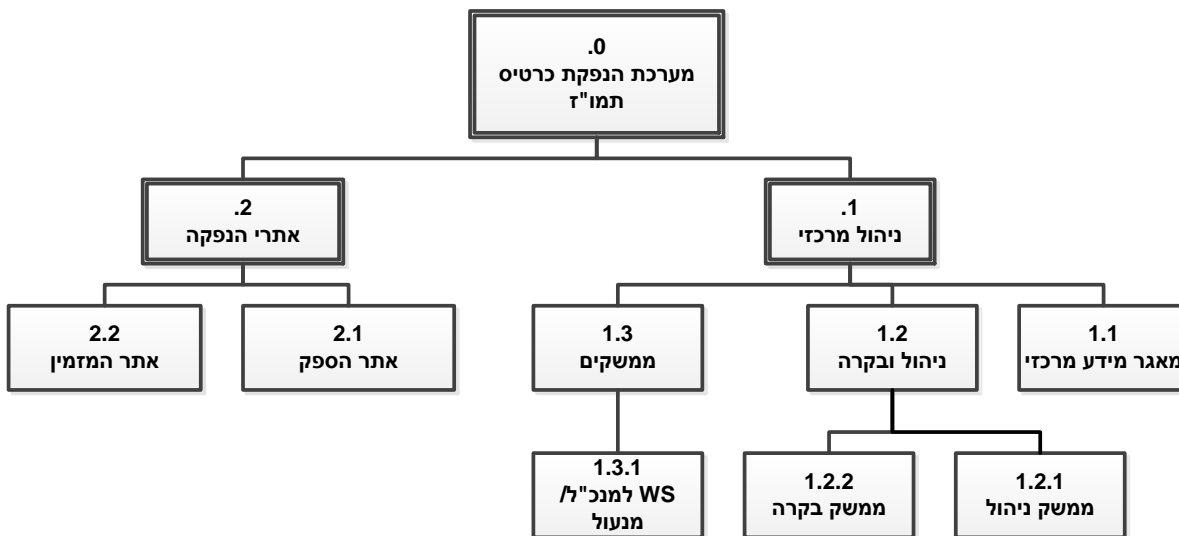 .0
מערכת הנפקת כרטיס
תמו"ז
.1
ניהול מרכזי
.2
אתרי הנפקה
1.1
מאגר מידע מרכזי
1.2
ניהול ובקרה
1.3
ממשקים
2.1
אתר הספק
2.2
אתר המזמין
1.2.1
ממשק ניהול
1.2.2
ממשק בקרה
1.3.1
WS למנכ"ל/
מנעול